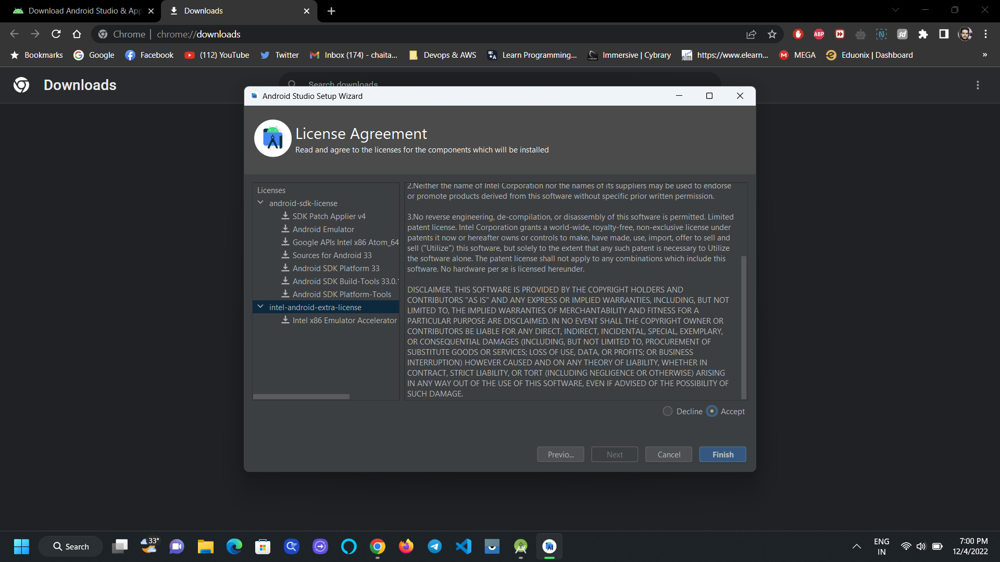 Download Android Studio & App
Downloads
Chrome
chrome://downloads
ABP
sd
Bookmarks
Google
Facebook
(112) YouTube
Twitter
Inbox (174) - chaita...
Devops & AWS
Learn Programming...
Immersive | Cybrary
https://www.elearn...
MEGA
Eduonix | Dashboard
»
Downloads
Search downloads
Android Studio Setup Wizard
License Agreement
Read and agree to the licenses for the components which will be installed
Licenses
android-sdk-license
SDK Patch Applier v4
Android Emulator
Google APIs Intel x86 Atom_64
Sources for Android 33
Android SDK Platform 33
Android SDK Build-Tools 33.0.1
Android SDK Platform-Tools
intel-android-extra-license
Intel x86 Emulator Accelerator
2.Neither the name of Intel Corporation nor the names of its suppliers may be used to endorse
or promote products derived from this software without specific prior written permission.
3.No reverse engineering, de-compilation, or disassembly of this software is permitted. Limited
patent license. Intel Corporation grants a world-wide, royalty-free, non-exclusive license under
patents it now or hereafter owns or controls to make, have made, use, import, offer to sell and
sell ("Utilize") this software, but solely to the extent that any such patent is necessary to Utilize
the software alone. The patent license shall not apply to any combinations which include this
software. No hardware per se is licensed hereunder.
DISCLAIMER. THIS SOFTWARE IS PROVIDED BY THE COPYRIGHT HOLDERS AND
CONTRIBUTORS "AS IS" AND ANY EXPRESS OR IMPLIED WARRANTIES, INCLUDING, BUT NOT
LIMITED TO, THE IMPLIED WARRANTIES OF MERCHANTABILITY AND FITNESS FOR A
PARTICULAR PURPOSE ARE DISCLAIMED. IN NO EVENT SHALL THE COPYRIGHT OWNER OR
CONTRIBUTORS BE LIABLE FOR ANY DIRECT, INDIRECT, INCIDENTAL, SPECIAL, EXEMPLARY,
OR CONSEQUENTIAL DAMAGES (INCLUDING, BUT NOT LIMITED TO, PROCUREMENT OF
SUBSTITUTE GOODS OR SERVICES; LOSS OF USE, DATA, OR PROFITS; OR BUSINESS
INTERRUPTION) HOWEVER CAUSED AND ON ANY THEORY OF LIABILITY, WHETHER IN
CONTRACT, STRICT LIABILITY, OR TORT (INCLUDING NEGLIGENCE OR OTHERWISE) ARISING
IN ANY WAY OUT OF THE USE OF THIS SOFTWARE, EVEN IF ADVISED OF THE POSSIBILITY OF
SUCH DAMAGE.
Decline
Accept
Previo...
Next
Cancel
Finish
Search
33°
ENG
IN
7:00 PM
12/4/2022